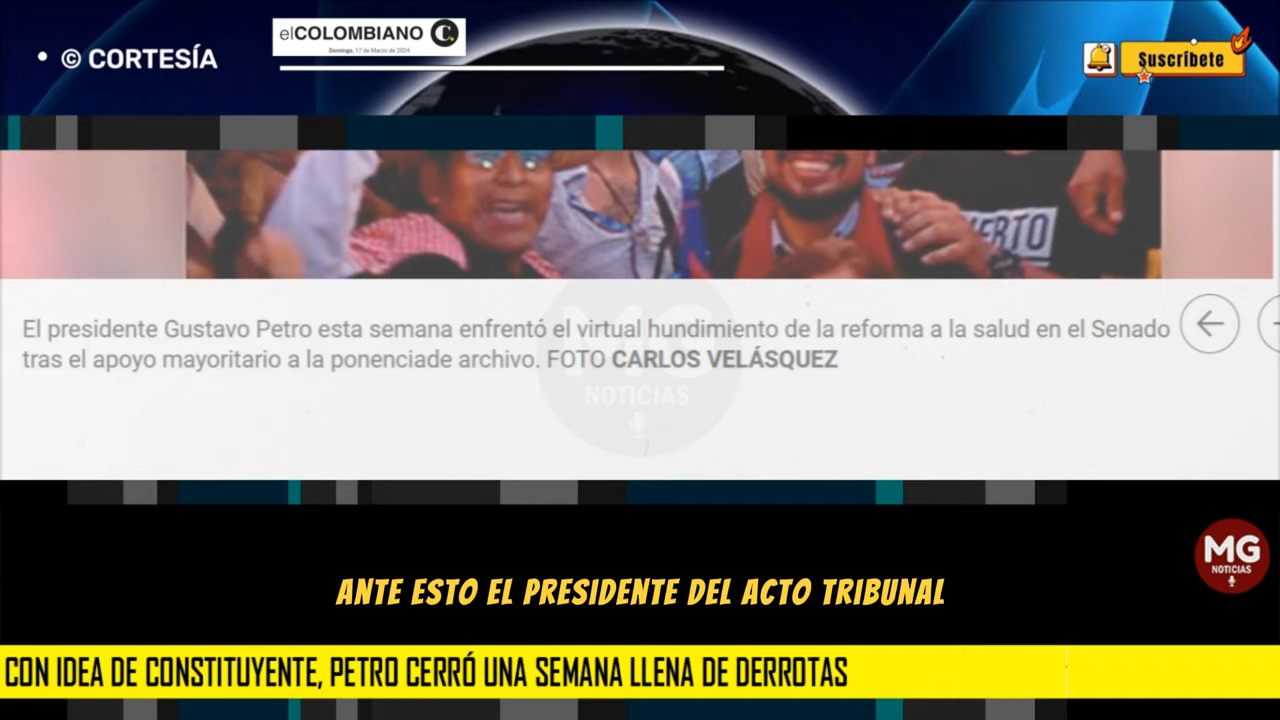 © CORTESÍA
elCOLOMBIANO C
Domingo, 17 de Marzo de 2024
Suscríbete
El presidente Gustavo Petro esta semana enfrentó el virtual hundimiento de la reforma a la salud en el Senado
tras el apoyo mayoritario a la ponenciade archivo. FOTO CARLOS VELÁSQUEZ
MG
NOTICIAS
MG
NOTICIAS
ANTE ESTO EL PRESIDENTE DEL ACTO TRIBUNAL
CON IDEA DE CONSTITUYENTE, PETRO CERRÓ UNA SEMANA LLENA DE DERROTAS